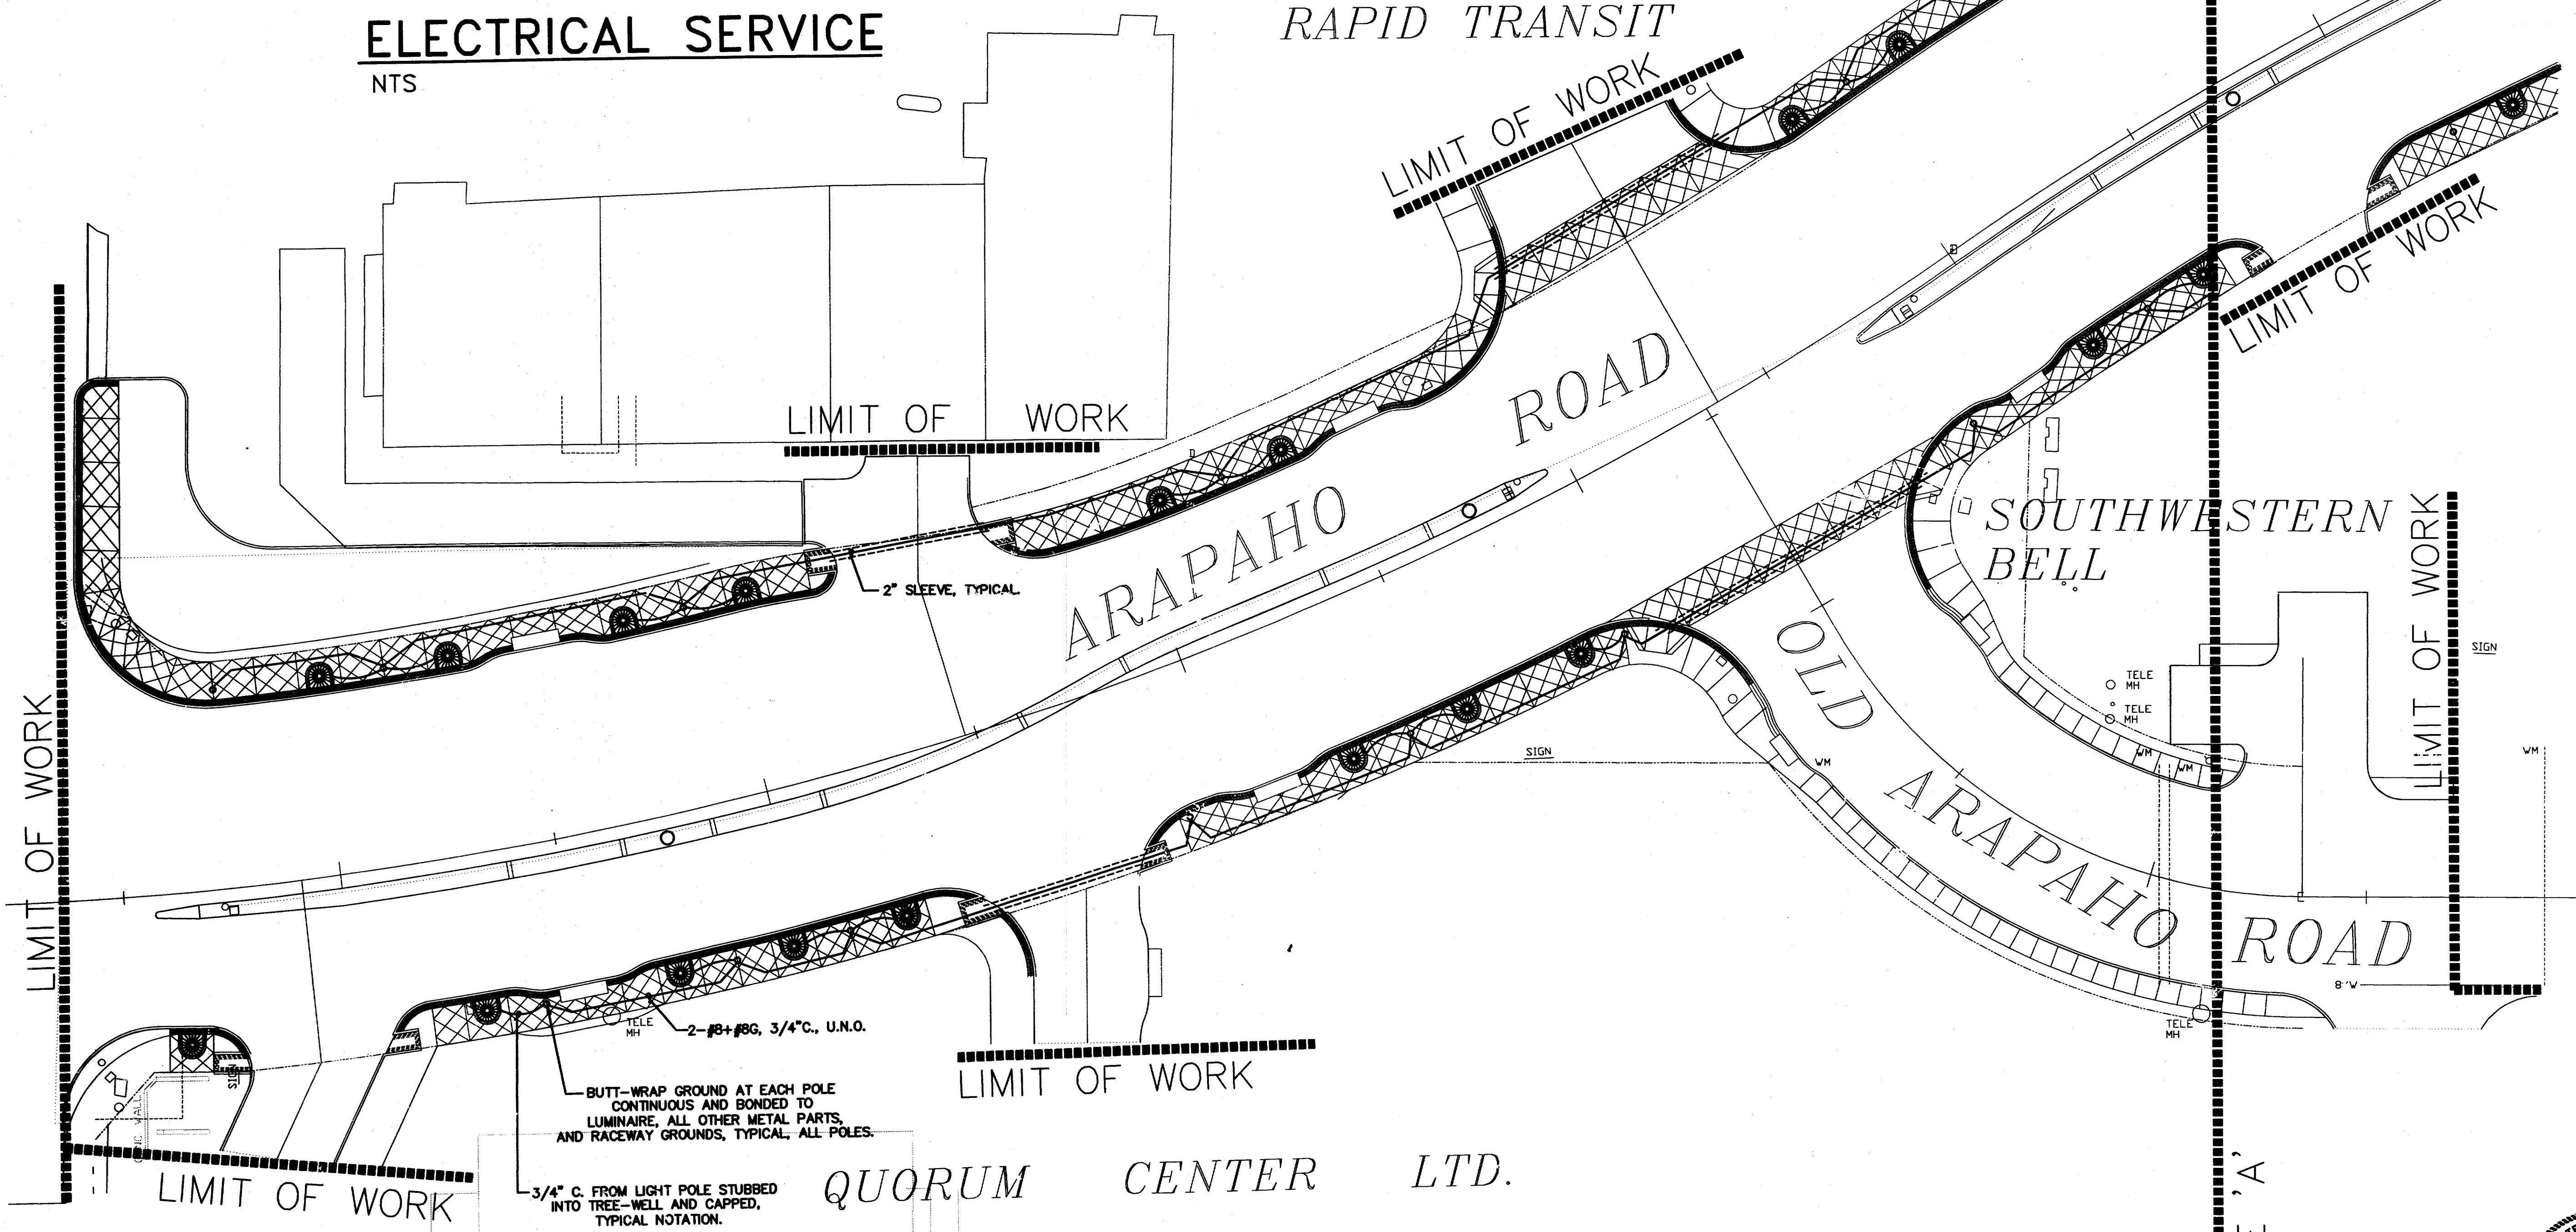 ELECTRICAL SERVICE
NTS
RAPID TRANSIT
LIMIT OF WORK
LIMIT OF WORK
LIMIT OF WORK
ARAPAHO ROAD
2" SLEEVE, TYPICAL
SOUTHWESTERN
BELL
LIMIT OF WORK
SIGN
TELE
MH
TELE
MH
WM
WM
WM
WM
SIGN
OLD ARAPAHO ROAD
8"W
TELE
MH
LIMIT OF WORK
TELE
MH
2-#8+#8G, 3/4"C., U.N.O.
LIMIT OF WORK
SIGN
BUTT-WRAP GROUND AT EACH POLE
CONTINUOUS AND BONDED TO
LUMINAIRE, ALL OTHER METAL PARTS,
AND RACEWAY GROUNDS, TYPICAL, ALL POLES.
LIMIT OF WORK
3/4" C. FROM LIGHT POLE STUBBED
INTO TREE-WELL AND CAPPED,
TYPICAL NOTATION.
QUORUM CENTER LTD.
'A'